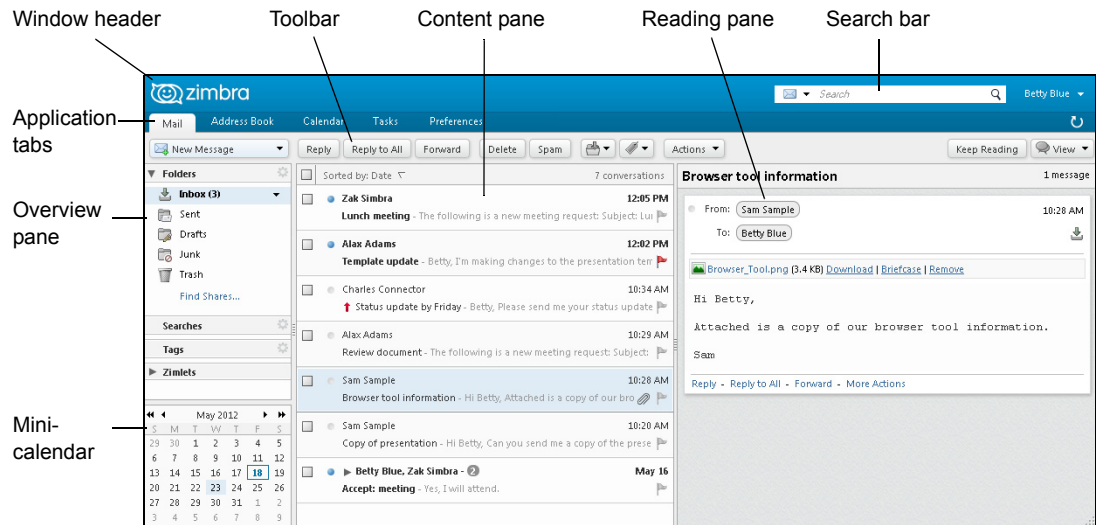 Window header Toolbar Content pane Reading pane Search bar
zimbra
Search
Betty Blue
Application tabs
Mail Address Book Calendar Tasks Preferences
New Message Reply Reply to All Forward Delete Spam Actions Keep Reading View
Overview pane
Folders
Inbox (3)
Sent
Drafts
Junk
Trash
Find Shares...
Searches
Tags
Zimlets
Mini-calendar
May 2012
S M T W T F S
29 30 1 2 3 4 5
6 7 8 9 10 11 12
13 14 15 16 17 18 19
20 21 22 23 24 25 26
27 28 29 30 31 1 2
3 4 5 6 7 8 9
Sorted by: Date 7 conversations
Zak Simbra 12:05 PM
Lunch meeting - The following is a new meeting request: Subject: Lu
Alax Adams 12:02 PM
Template update - Betty, I'm making changes to the presentation tem
Charles Connector 10:34 AM
Status update by Friday - Betty, Please send me your status update
Alax Adams 10:29 AM
Review document - The following is a new meeting request: Subject:
Sam Sample 10:28 AM
Browser tool information - Hi Betty, Attached is a copy of our bro
Sam Sample 10:20 AM
Copy of presentation - Hi Betty, Can you send me a copy of the prese
Betty Blue, Zak Simbra - 2 May 16
Accept: meeting - Yes, I will attend.
Browser tool information 1 message
From: Sam Sample 10:28 AM
To: Betty Blue
Browser_Tool.png (3.4 KB) Download | Briefcase | Remove
Hi Betty,
Attached is a copy of our browser tool information.
Sam
Reply - Reply to All - Forward - More Actions